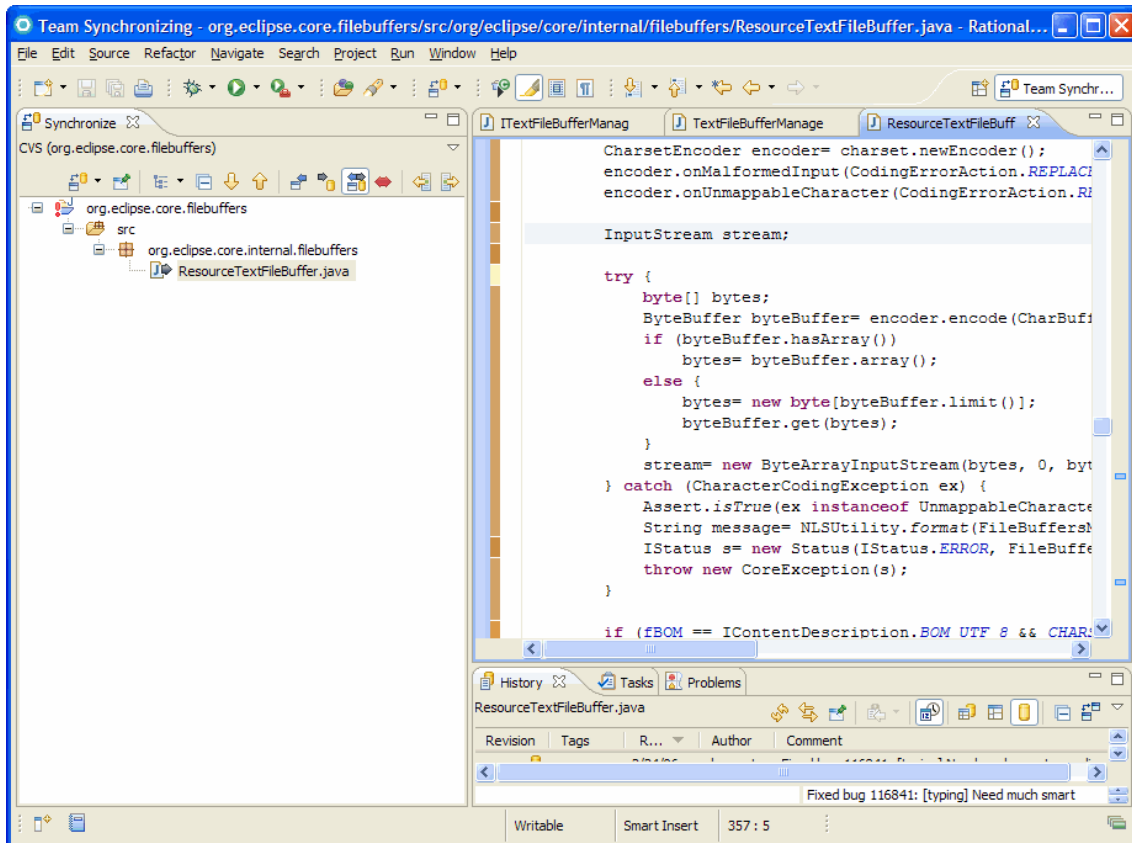 Team Synchronizing - org.eclipse.core.filebuffers/src/org/eclipse/core/internal/filebuffers/ResourceTextFileBuffer.java - Rational...
File Edit Source Refactor Navigate Search Project Run Window Help
Team Synchr...
Synchronize
CVS (org.eclipse.core.filebuffers)
org.eclipse.core.filebuffers
src
org.eclipse.core.internal.filebuffers
ResourceTextFileBuffer.java
ITextFileBufferManag TextFileBufferManage ResourceTextFileBuff
CharsetEncoder encoder= charset.newEncoder();
encoder.onMalformedInput(CodingErrorAction.REPLACE
encoder.onUnmappableCharacter(CodingErrorAction.RE
InputStream stream;
try {
byte[] bytes;
ByteBuffer byteBuffer= encoder.encode(CharBuff
if (byteBuffer.hasArray())
bytes= byteBuffer.array();
else {
bytes= new byte[byteBuffer.limit()];
byteBuffer.get(bytes);
}
stream= new ByteArrayInputStream(bytes, 0, byt
} catch (CharacterCodingException ex) {
Assert.isTrue(ex instanceof UnmappableCharacte
String message= NLSUtility.format(FileBuffersM
IStatus s= new Status(IStatus.ERROR, FileBuffe
throw new CoreException(s);
}
if (fBOM == IContentDescription.BOM_UTF_8 && CHARS
History Tasks Problems
ResourceTextFileBuffer.java
Revision Tags R... Author Comment
Fixed bug 116841: [typing] Need much smart
Writable Smart Insert 357 : 5